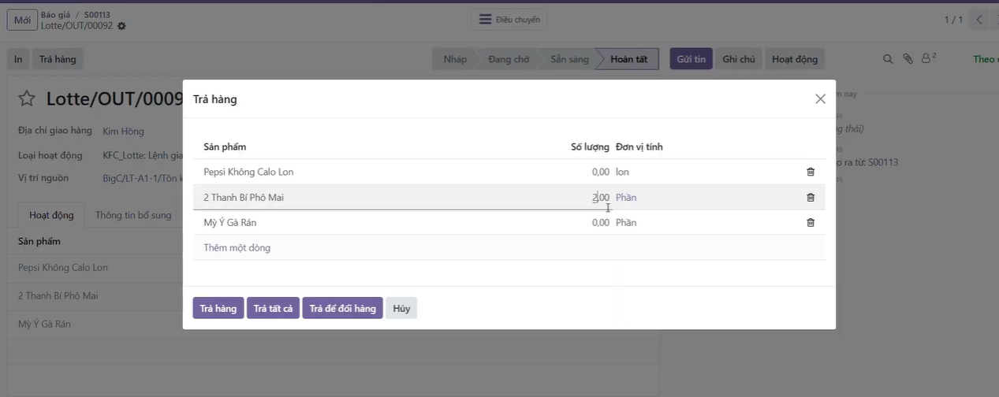 Mới
Báo giá / S00113
Lotte/OUT/00092
Điều chuyển
1 / 1
In
Trả hàng
Nháp
Đang chờ
Sẵn sàng
Hoàn tất
Gửi tin
Ghi chú
Hoạt động
2
Theo
Lotte/OUT/0009
Địa chỉ giao hàng Kim Hồng
Loại hoạt động KFC_Lotte: Lệnh gia
Vị trí nguồn BigC/LT-A1-1/Tồn k
Hoạt động
Thông tin bổ sung
Sản phẩm
Pepsi Không Calo Lon
2 Thanh Bí Phô Mai
Mỳ Ý Gà Rán
Trả hàng
Sản phẩm Số lượng Đơn vị tính
Pepsi Không Calo Lon 0,00 lon
2 Thanh Bí Phô Mai 2,00 Phần
Mỳ Ý Gà Rán 0,00 Phần
Thêm một dòng
Trả hàng
Trả tất cả
Trả để đổi hàng
Hủy
nay
g thái)
o ra từ: S00113